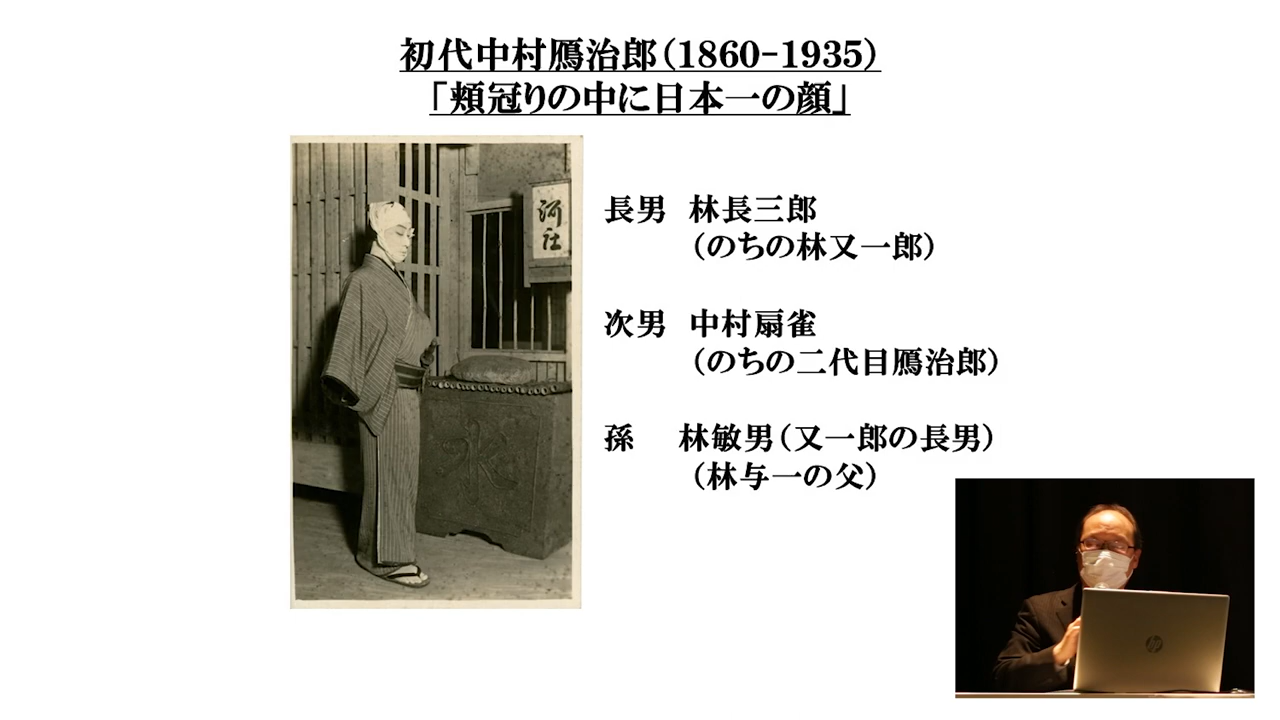 初代中村鴈治郎(1860-1935)
「頬冠りの中に日本一の顔」
河
社
水
長男 林長三郎
(のちの林又一郎)
次男 中村扇雀
(のちの二代目鴈治郎)
孫 林敏男(又一郎の長男)
(林与一の父)
hp